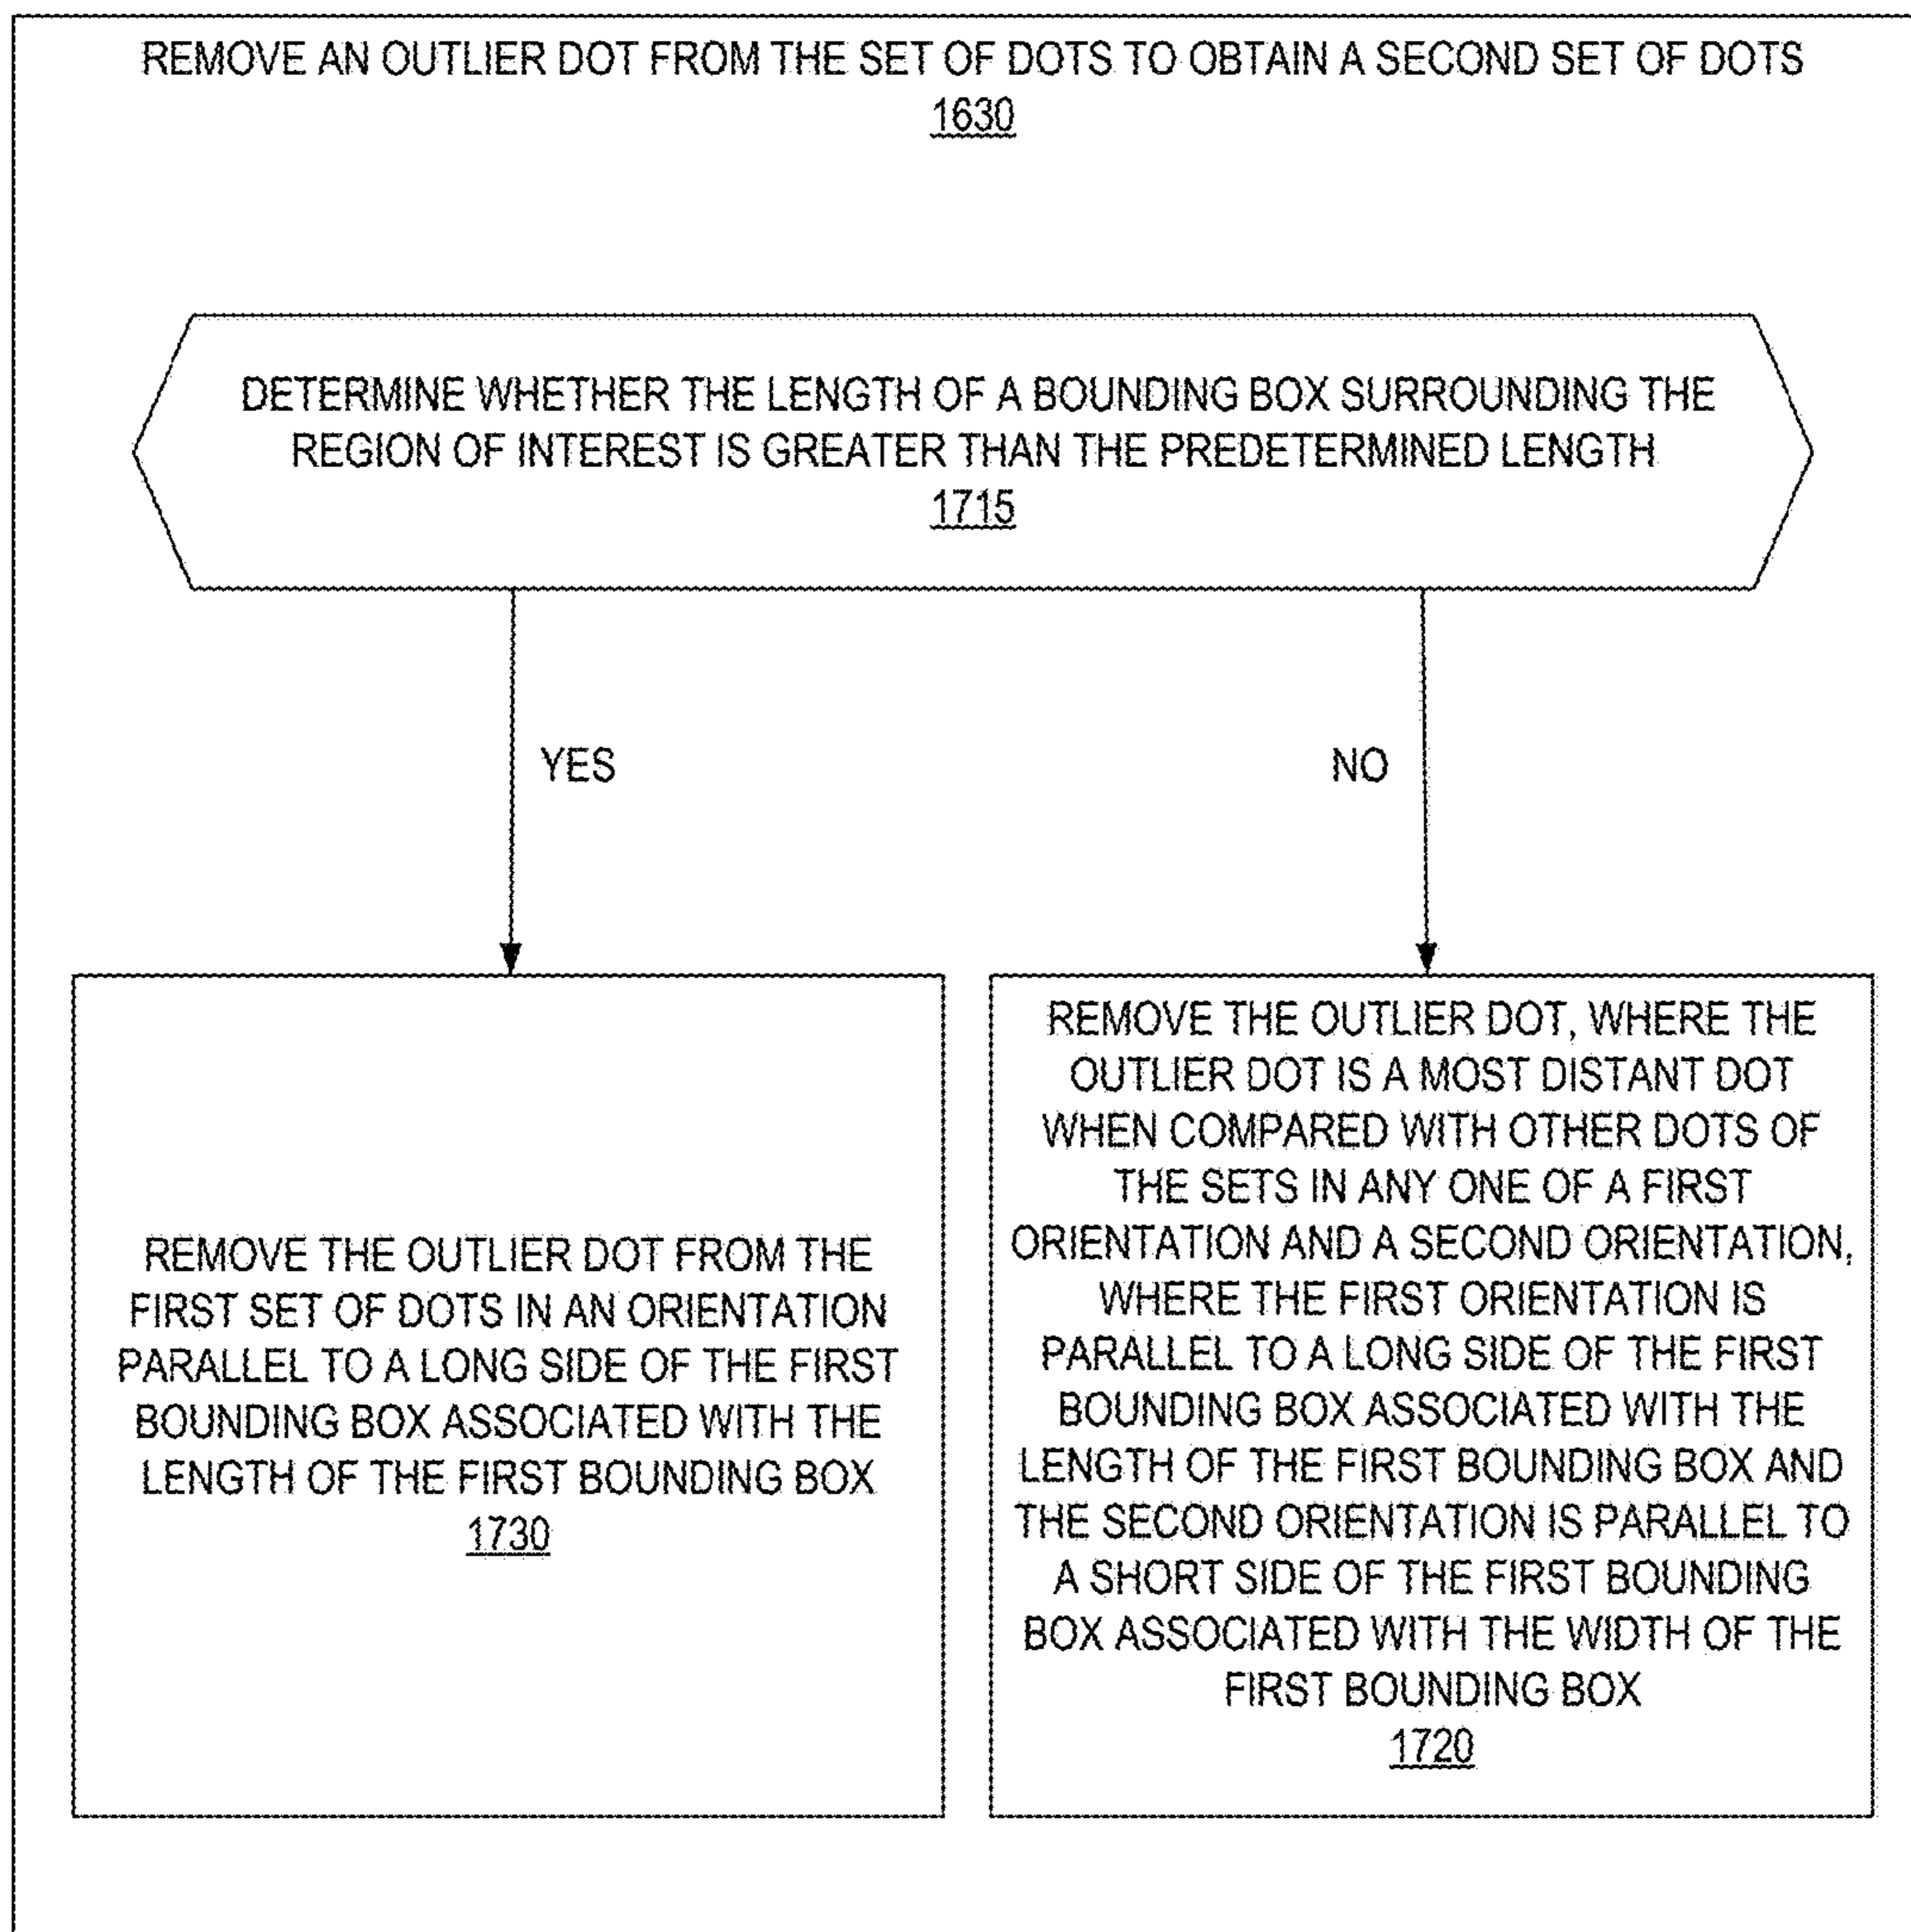 REMOVE AN OUTLIER DOT FROM THE SET OF DOTS TO OBTAIN A SECOND SET OF DOTS
1630
DETERMINE WHETHER THE LENGTH OF A BOUNDING BOX SURROUNDING THE
REGION OF INTEREST IS GREATER THAN THE PREDETERMINED LENGTH
1715
YES
NO
REMOVE THE OUTLIER DOT FROM THE
FIRST SET OF DOTS IN AN ORIENTATION
PARALLEL TO A LONG SIDE OF THE FIRST
BOUNDING BOX ASSOCIATED WITH THE
LENGTH OF THE FIRST BOUNDING BOX
1730
REMOVE THE OUTLIER DOT, WHERE THE
OUTLIER DOT IS A MOST DISTANT DOT
WHEN COMPARED WITH OTHER DOTS OF
THE SETS IN ANY ONE OF A FIRST
ORIENTATION AND A SECOND ORIENTATION,
WHERE THE FIRST ORIENTATION IS
PARALLEL TO A LONG SIDE OF THE FIRST
BOUNDING BOX ASSOCIATED WITH THE
LENGTH OF THE FIRST BOUNDING BOX AND
THE SECOND ORIENTATION IS PARALLEL TO
A SHORT SIDE OF THE FIRST BOUNDING
BOX ASSOCIATED WITH THE WIDTH OF THE
FIRST BOUNDING BOX
1720